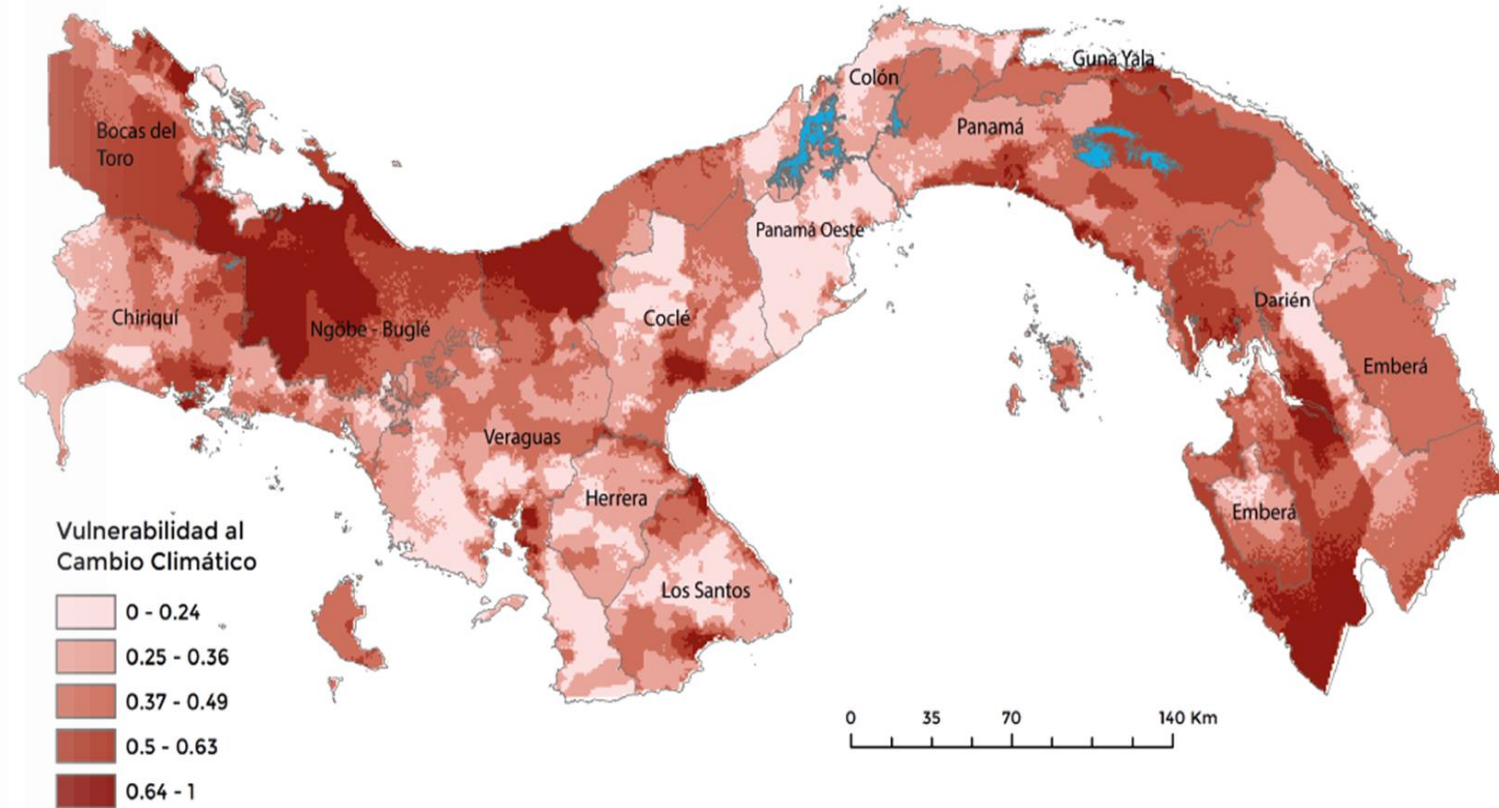 Guna Yala
Colón
Panamá
Bocas del
Toro
Panamá Oeste
Darién
Chiriquí
Ngöbe - Buglé
Coclé
Emberá
Veraguas
Herrera
Emberá
Los Santos
Vulnerabilidad al
Cambio Climático
0 - 0.24
0.25 - 0.36
0.37 - 0.49
0.5 - 0.63
0.64 - 1
0 35 70 140 Km